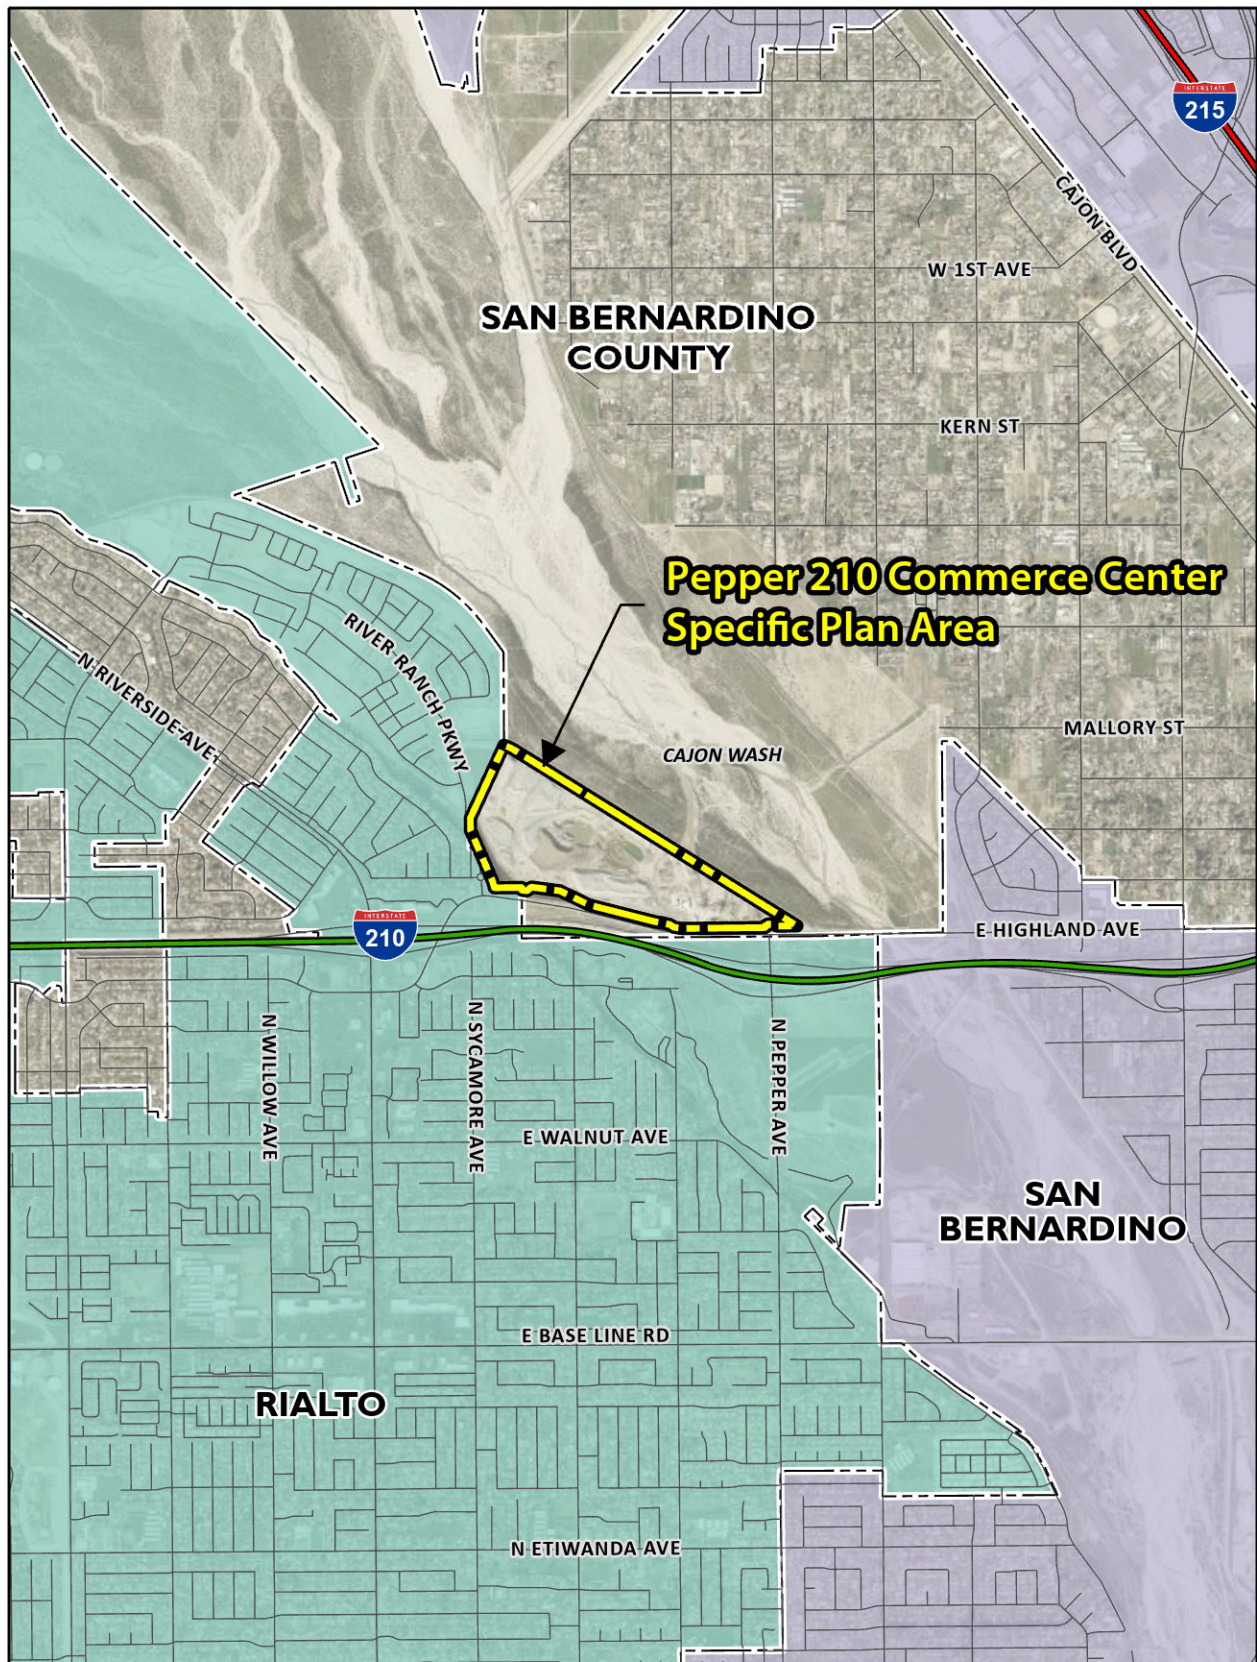 INTERSTATE
215
CAJON BLVD
W 1ST AVE
SAN BERNARDINO
COUNTY
KERN ST
Pepper 210 Commerce Center
Specific Plan Area
RIVER RANCH PKWY
N RIVERSIDE AVE
MALLORY ST
CAJON WASH
INTERSTATE
210
E HIGHLAND AVE
N WILLOW AVE
N SYCAMORE AVE
N PEPPER AVE
E WALNUT AVE
SAN
BERNARDINO
E BASE LINE RD
RIALTO
N ETIWANDA AVE